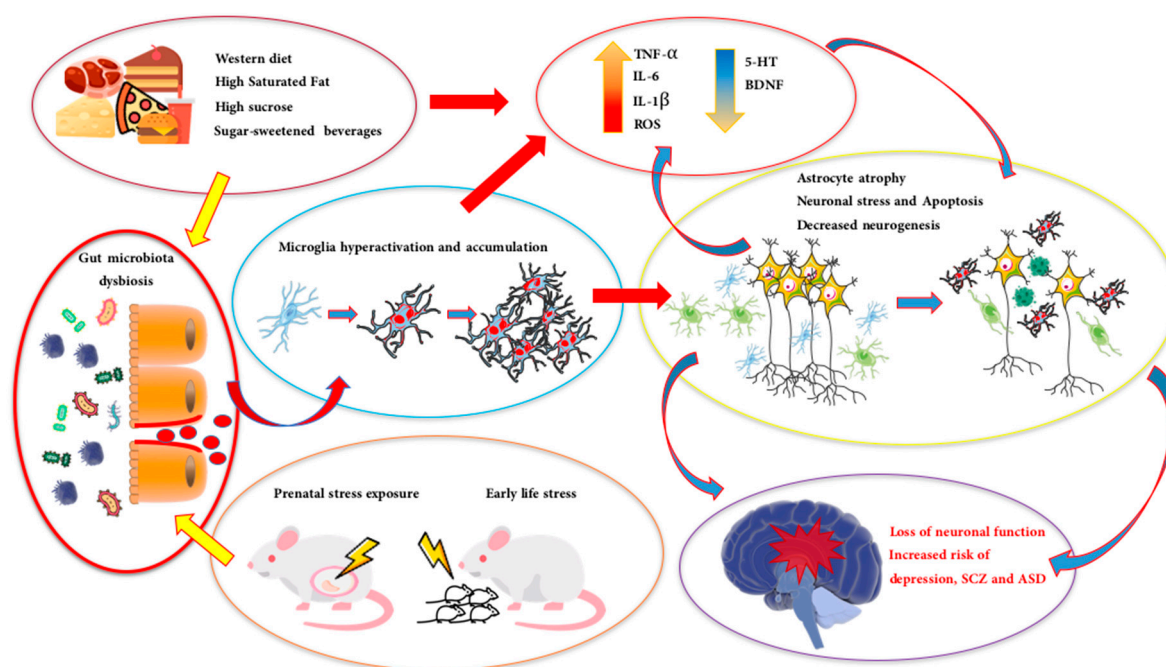 Western diet
High Saturated Fat
High sucrose
Sugar-sweetened beverages
TNF-α
IL-6
IL-1β
ROS
5-HT
BDNF
Gut microbiota
dysbiosis
Microglia hyperactivation and accumulation
Astrocyte atrophy
Neuronal stress and Apoptosis
Decreased neurogenesis
Prenatal stress exposure
Early life stress
Loss of neuronal function
Increased risk of
depression, SCZ and ASD